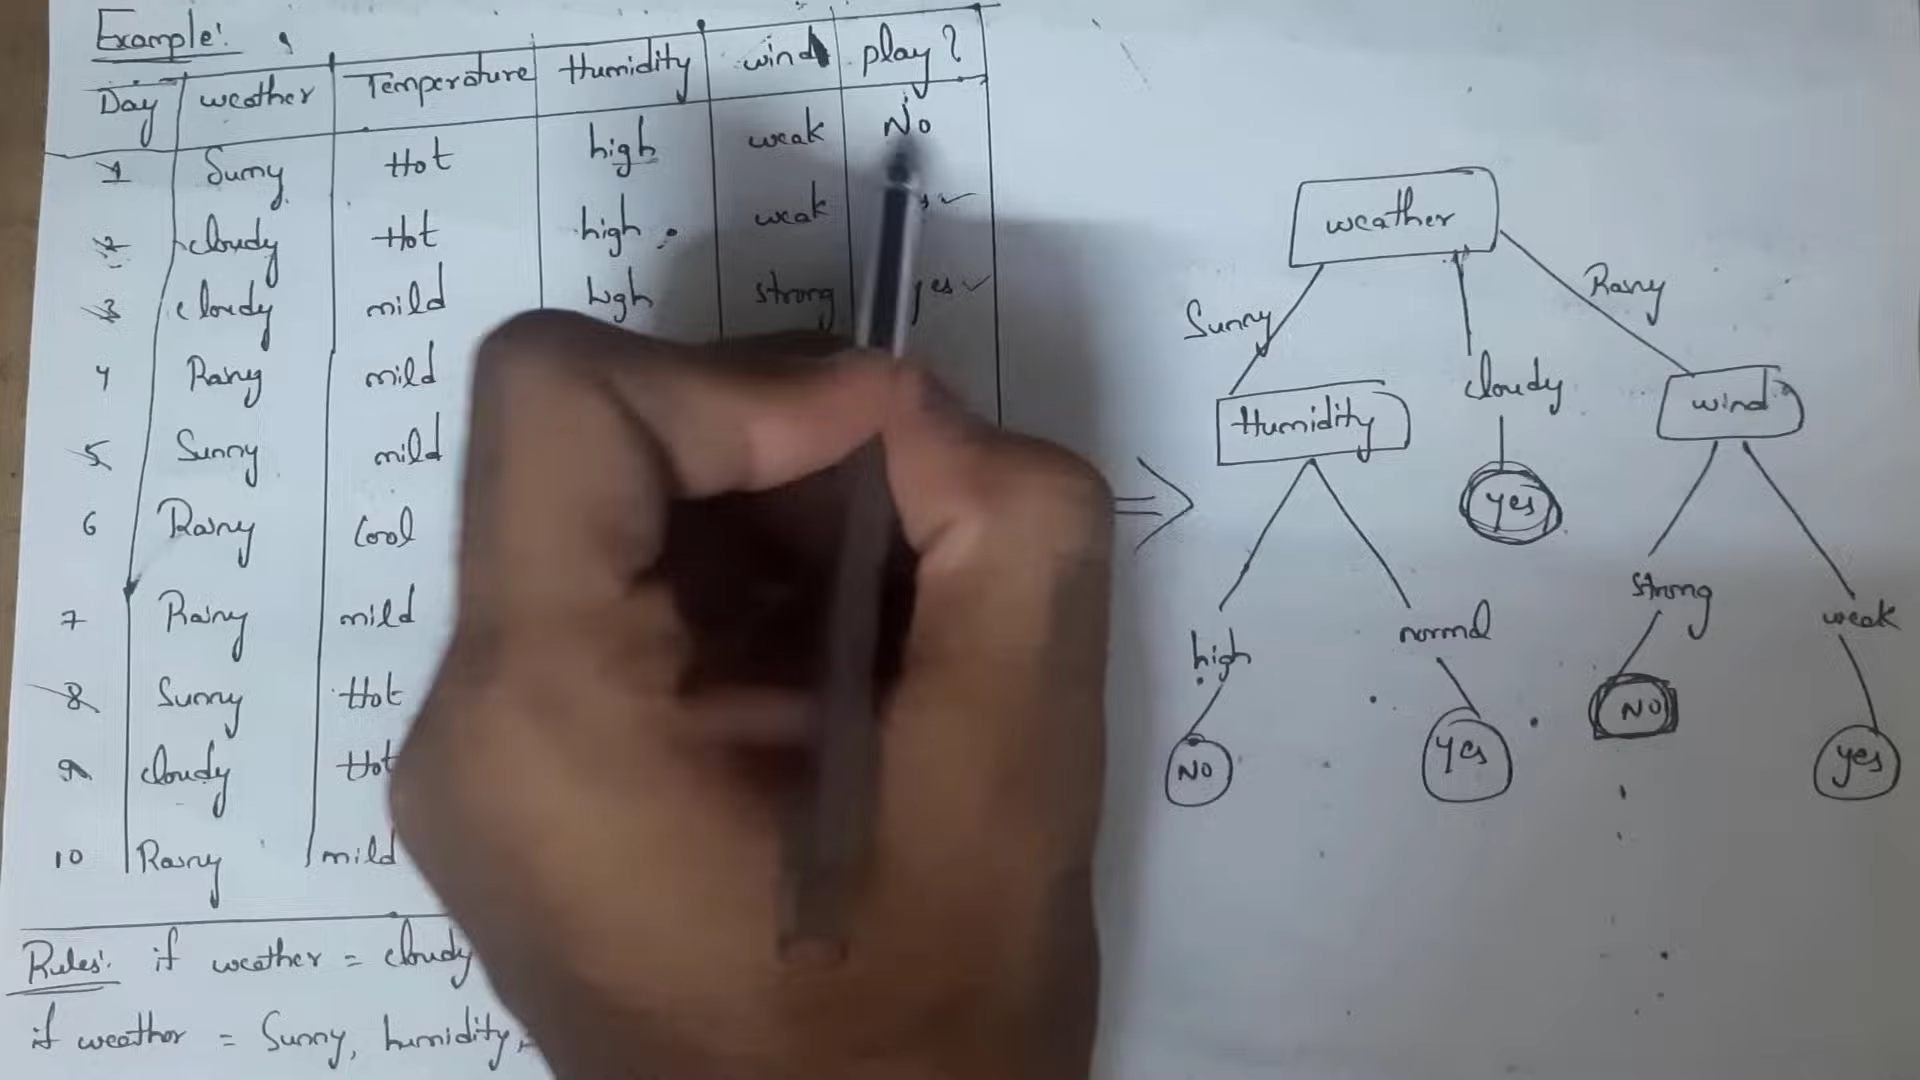 Example:
Day weather Temperature Humidity wind play?
1 Sunny Hot high weak No
2 cloudy Hot high weak
3 cloudy mild high strong yes
4 Rainy mild
5 Sunny mild
6 Rainy Cool
7 Rainy mild
8 Sunny Hot
9 cloudy Hot
10 Rainy mild
Rules: if weather = cloudy
if weather = Sunny, humidity,
weather
Sunny
cloudy
Rainy
Humidity
yes
wind
high
normal
strong
weak
NO
yes
NO
yes